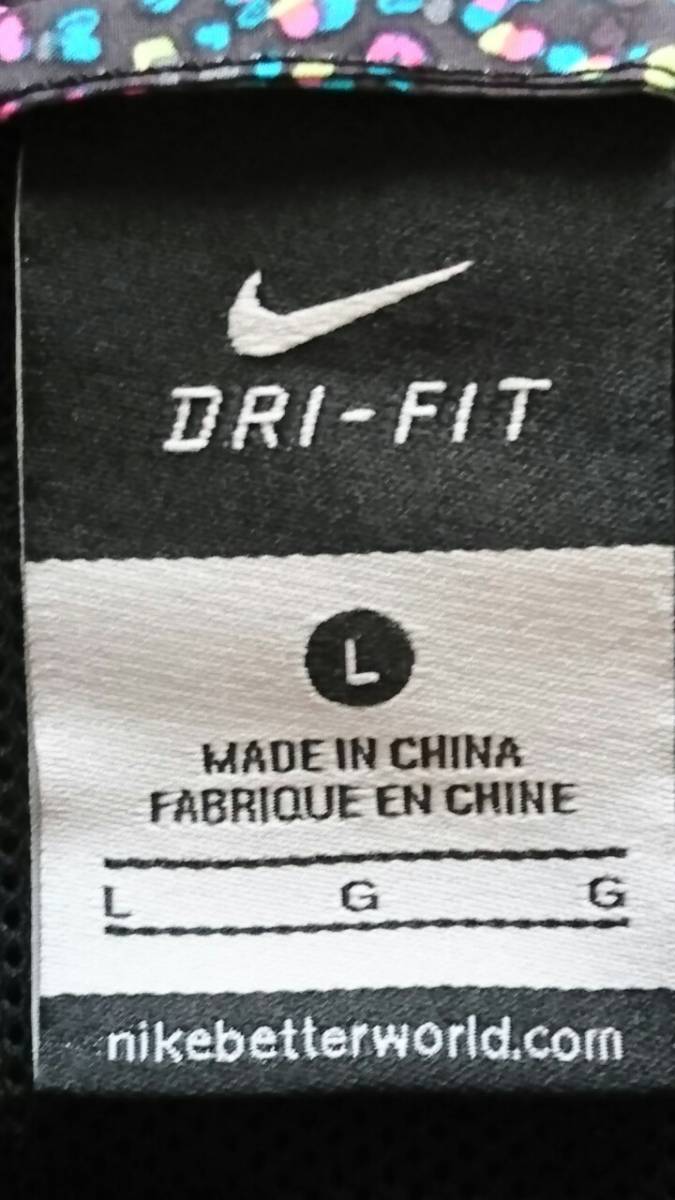 DRI-FIT
L
MADE IN CHINA
FABRIQUE EN CHINE
L G G
nikebetterworld.com